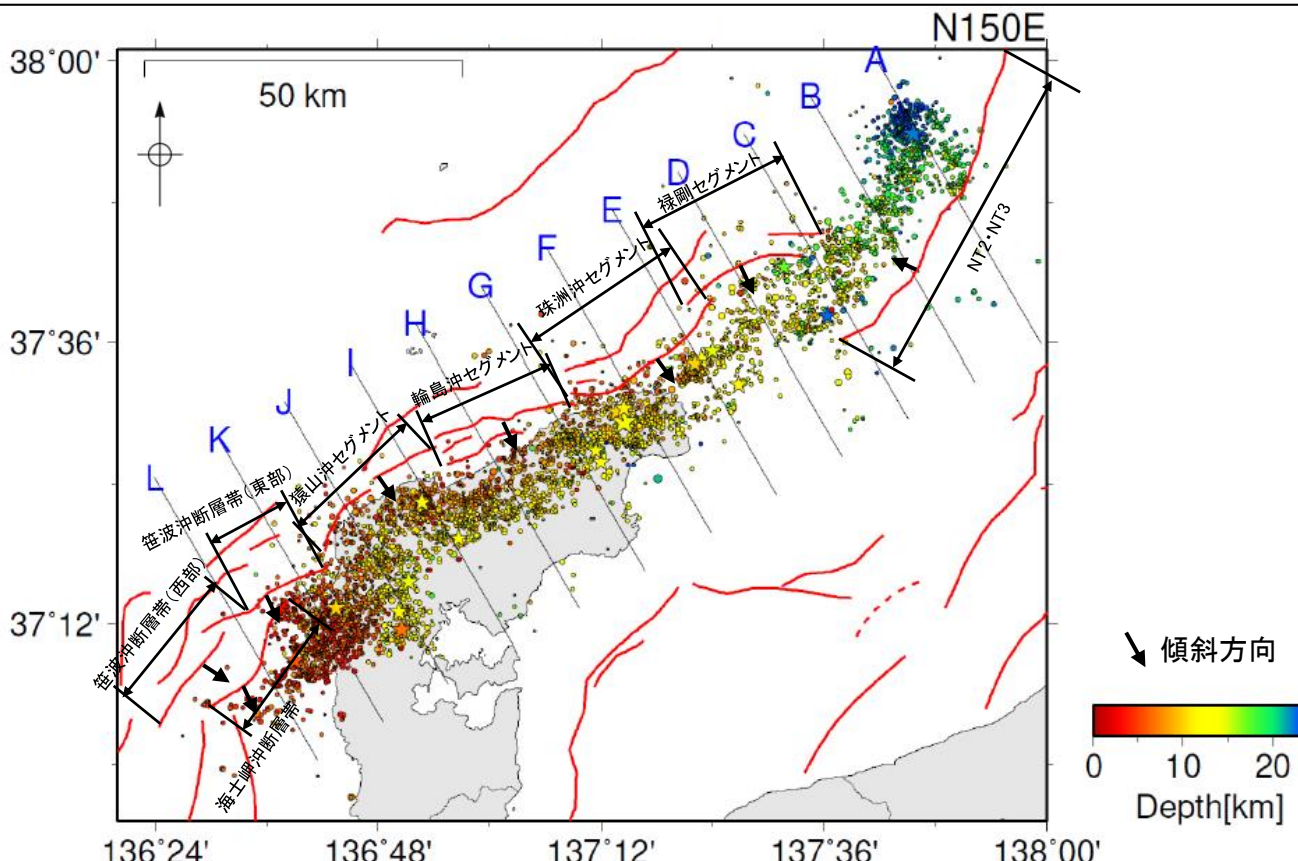 N150E
38°00'
50 km
A
B
C
D
禄剛セグメント
E
NT2・NT3
F
珠洲沖セグメント
G
37°36'
H
輪島沖セグメント
I
J
猿山沖セグメント
K
笹波沖断層帯(東部)
L
37°12'
笹波沖断層帯(西部)
海士岬沖断層帯
傾斜方向
0 10 20
Depth[km]
136°24' 136°48' 137°12' 137°36' 138°00'